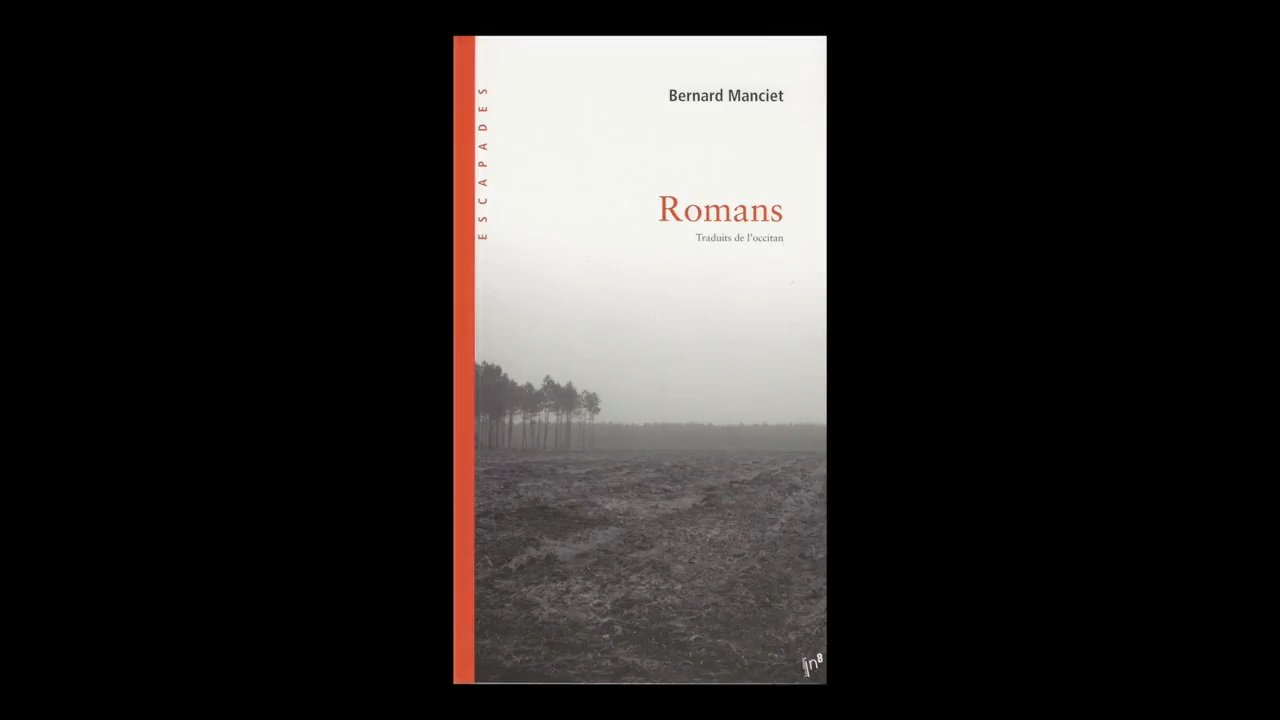 Bernard Manciet
ESCAPADES
Romans
Traduits de l'occitan
in8